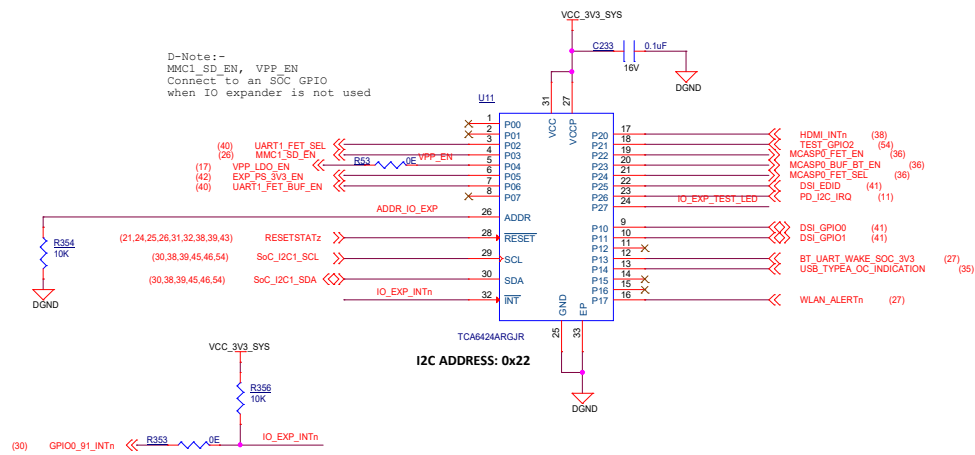 VCC_3V3_SYS
C233 0.1uF
16V
DGND
D-Note:-
MMC1_SD_EN, VPP_EN
Connect to an SOC GPIO
when IO expander is not used
U11
31 VCC
27 VCCP
1 P00
2 P01
(40) UART1_FET_SEL 3 P02
(26) MMC1_SD_EN 4 P03
(17) VPP_LDO_EN R53 0E VPP_EN 5 P04
(42) EXP_PS_3V3_EN 6 P05
(40) UART1_FET_BUF_EN 7 P06
8 P07
ADDR_IO_EXP 26 ADDR
R354
10K
DGND
(21,24,25,26,31,32,38,39,43) RESETSTATz 28 RESET
(30,38,39,45,46,54) SoC_I2C1_SCL 29 SCL
(30,38,39,45,46,54) SoC_I2C1_SDA 30 SDA
IO_EXP_INTn 32 INT
P20 17 HDMI_INTn (38)
P21 18 TEST_GPIO2 (54)
P22 19 MCASP0_FET_EN (36)
P23 20 MCASP0_BUF_BT_EN (36)
P24 21 MCASP0_FET_SEL (36)
P25 22 DSI_EDID (41)
P26 23 PD_I2C_IRQ (11)
P27 24 IO_EXP_TEST_LED
P10 9 DSI_GPIO0 (41)
P11 10 DSI_GPIO1 (41)
P12 11
P13 12 BT_UART_WAKE_SOC_3V3 (27)
P14 13 USB_TYPEA_OC_INDICATION (35)
P15 14
P16 15
P17 16 WLAN_ALERTn (27)
GND 25
EP 33
TCA6424ARGJR
I2C ADDRESS: 0x22
DGND
VCC_3V3_SYS
R356
10K
(30) GPIO0_91_INTn R353 0E IO_EXP_INTn